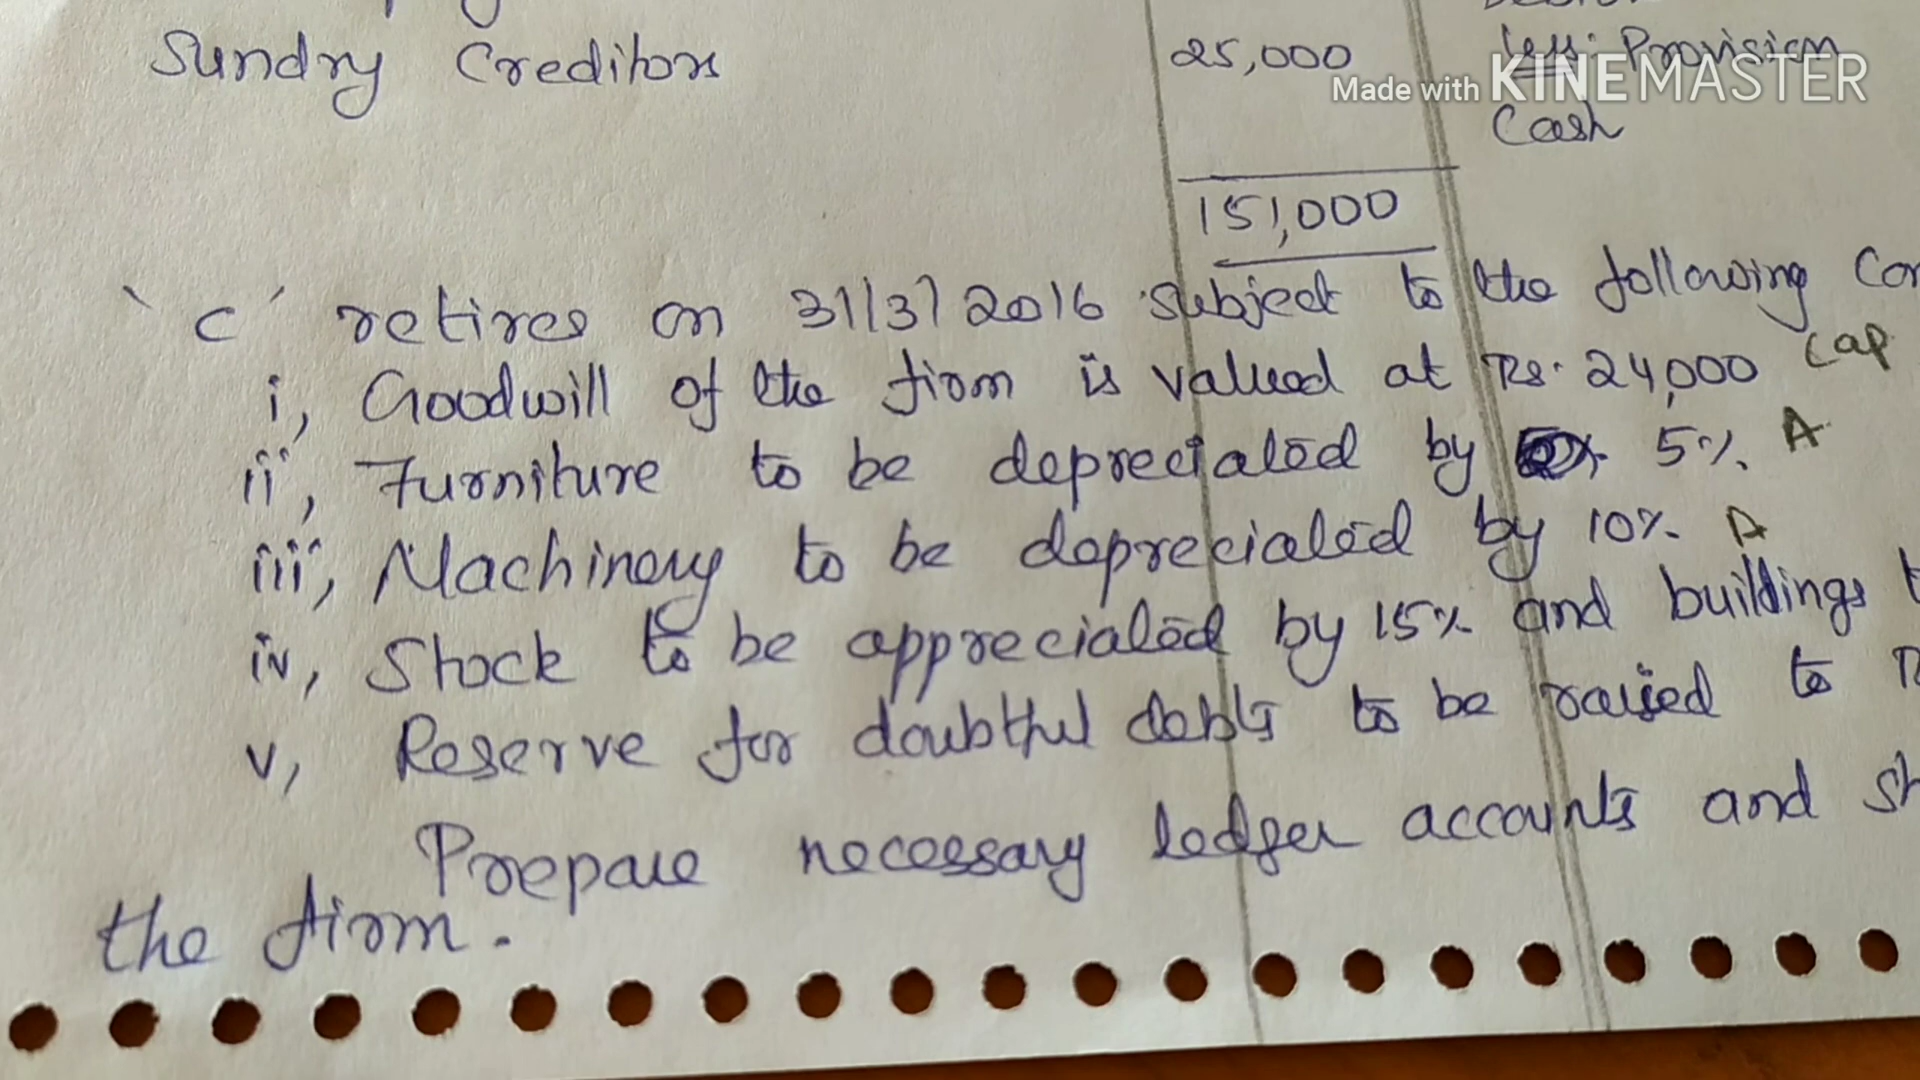 Sundry Creditors 25,000 Less: Provision
Made with KINEMASTER
Cash
151,000
'C' retires on 31/3/2016 subject to the following Con
i, Goodwill of the firm is valued at Rs. 24,000 Cap
ii, Furniture to be depreciated by 5%. A
iii, Machinery to be depreciated by 10%. A
iv, Stock to be appreciated by 15% and buildings
v, Reserve for doubtful debts to be raised to
Prepare necessary ledger accounts and sh
the firm.